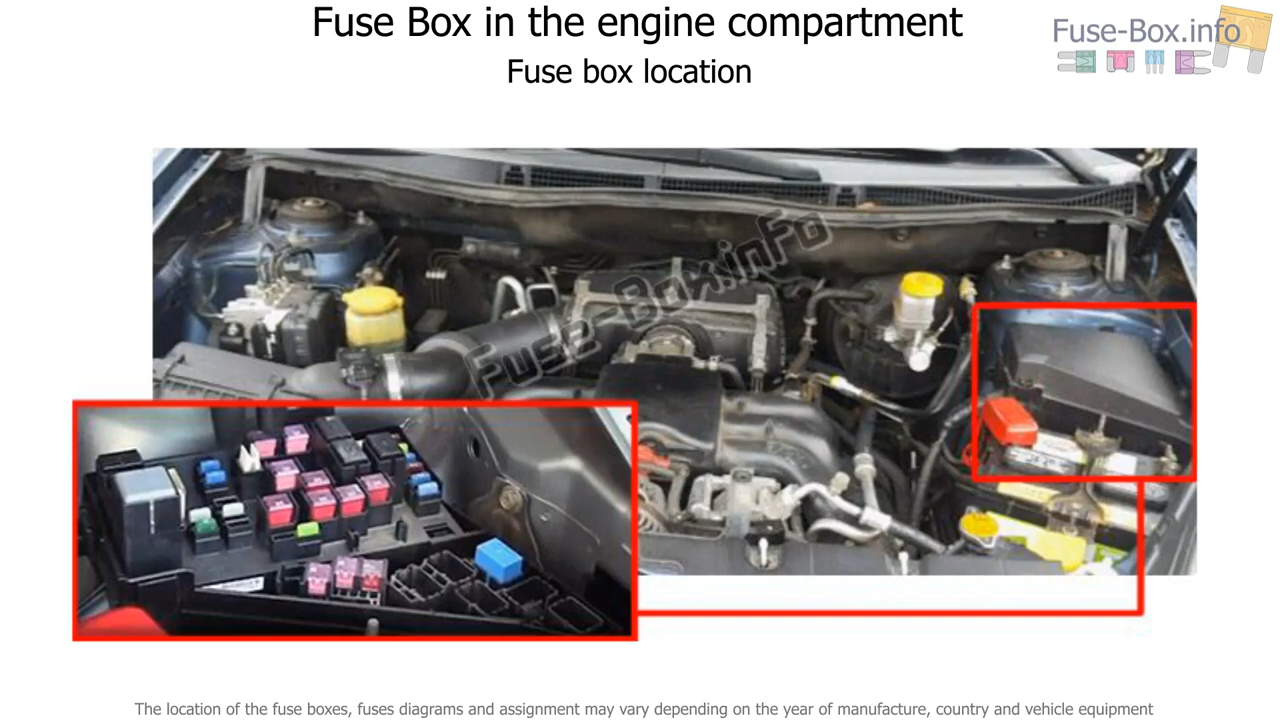 Fuse Box in the engine compartment
Fuse box location
Fuse-Box.info
Fuse-Box.info
The location of the fuse boxes, fuses diagrams and assignment may vary depending on the year of manufacture, country and vehicle equipment